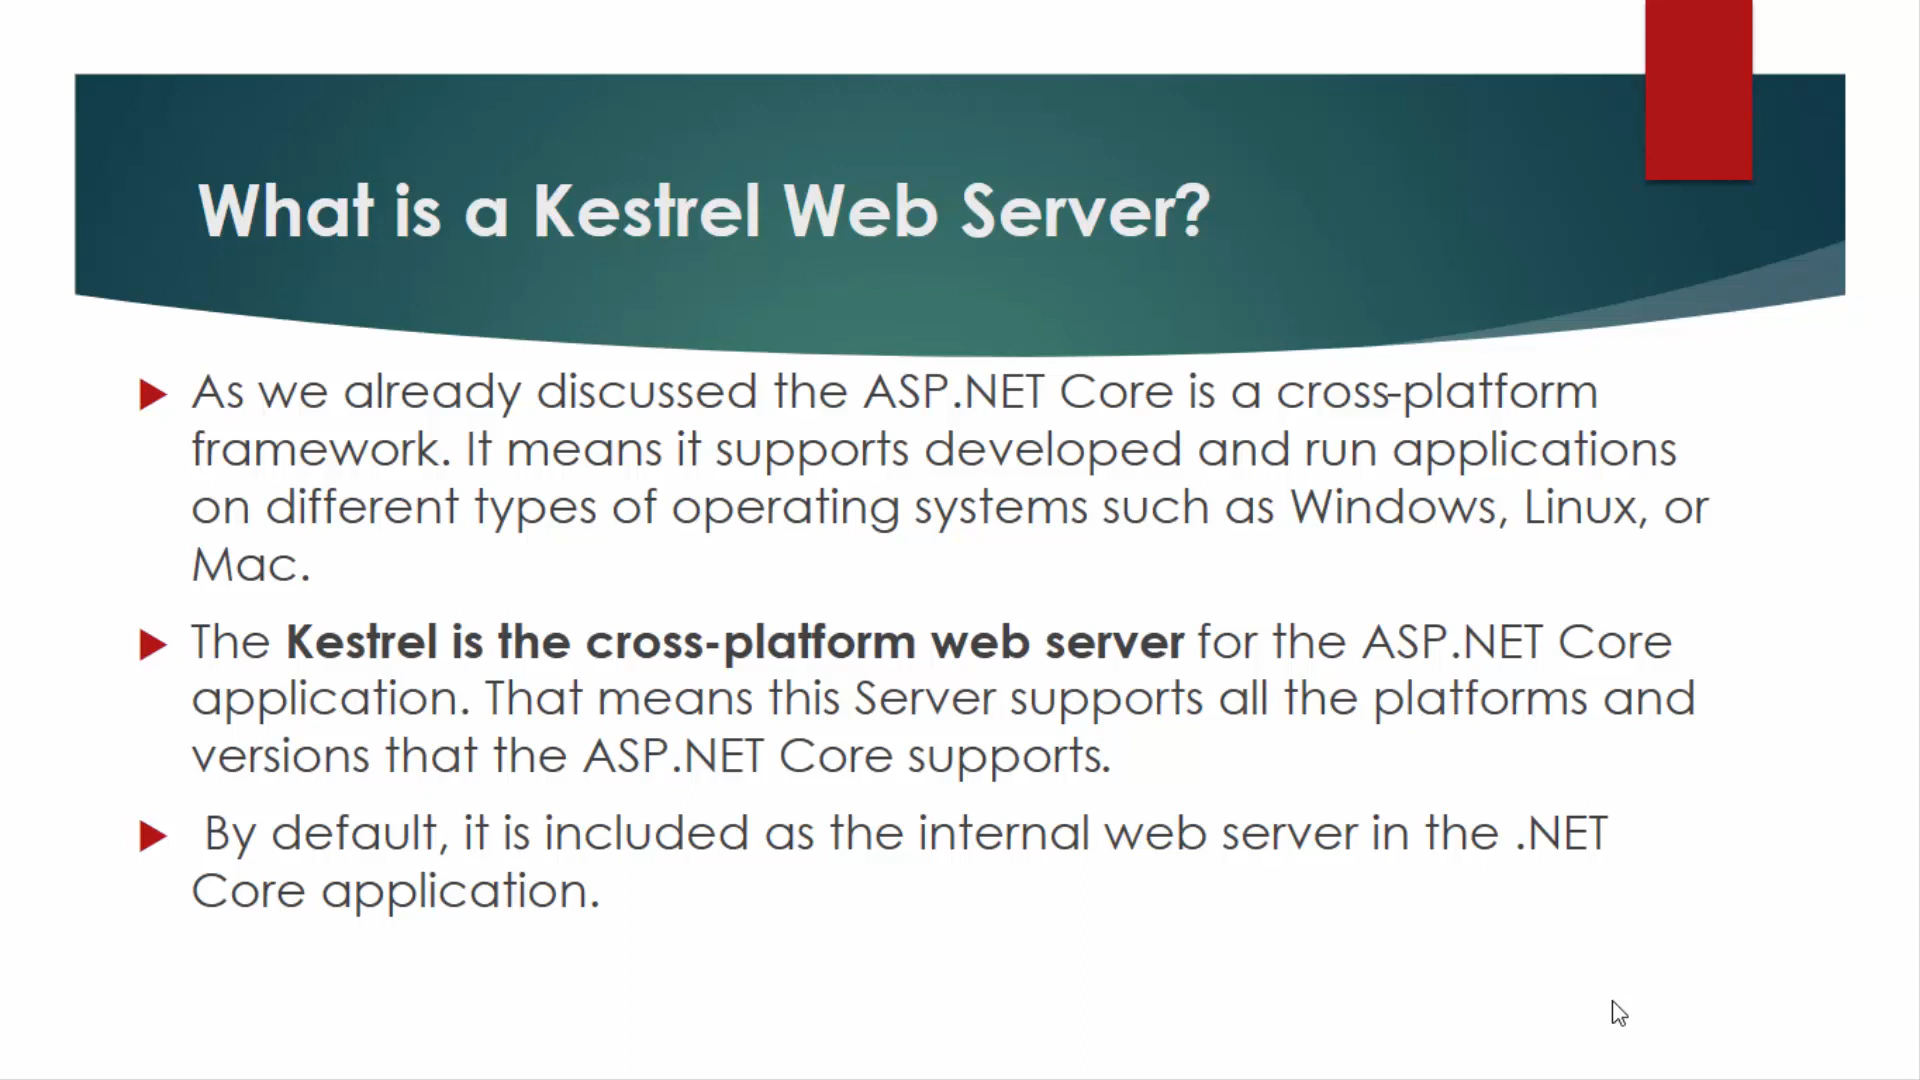 What is a Kestrel Web Server?
As we already discussed the ASP.NET Core is a cross-platform
framework. It means it supports developed and run applications
on different types of operating systems such as Windows, Linux, or
Mac.
The Kestrel is the cross-platform web server for the ASP.NET Core
application. That means this Server supports all the platforms and
versions that the ASP.NET Core supports.
By default, it is included as the internal web server in the .NET
Core application.